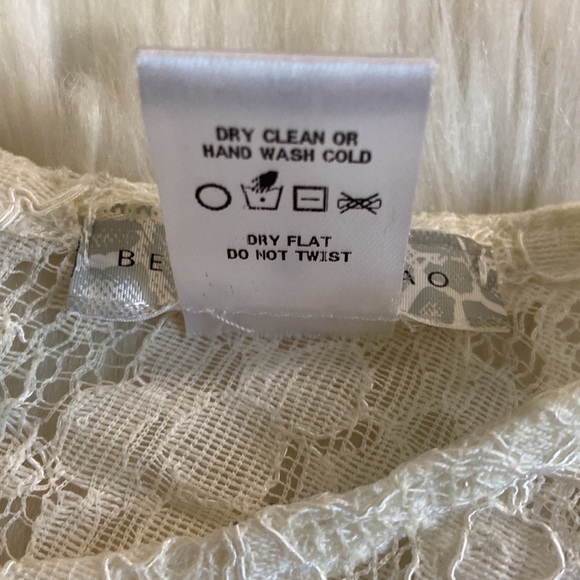 DRY CLEAN OR
HAND WASH COLD
DRY FLAT
DO NOT TWIST